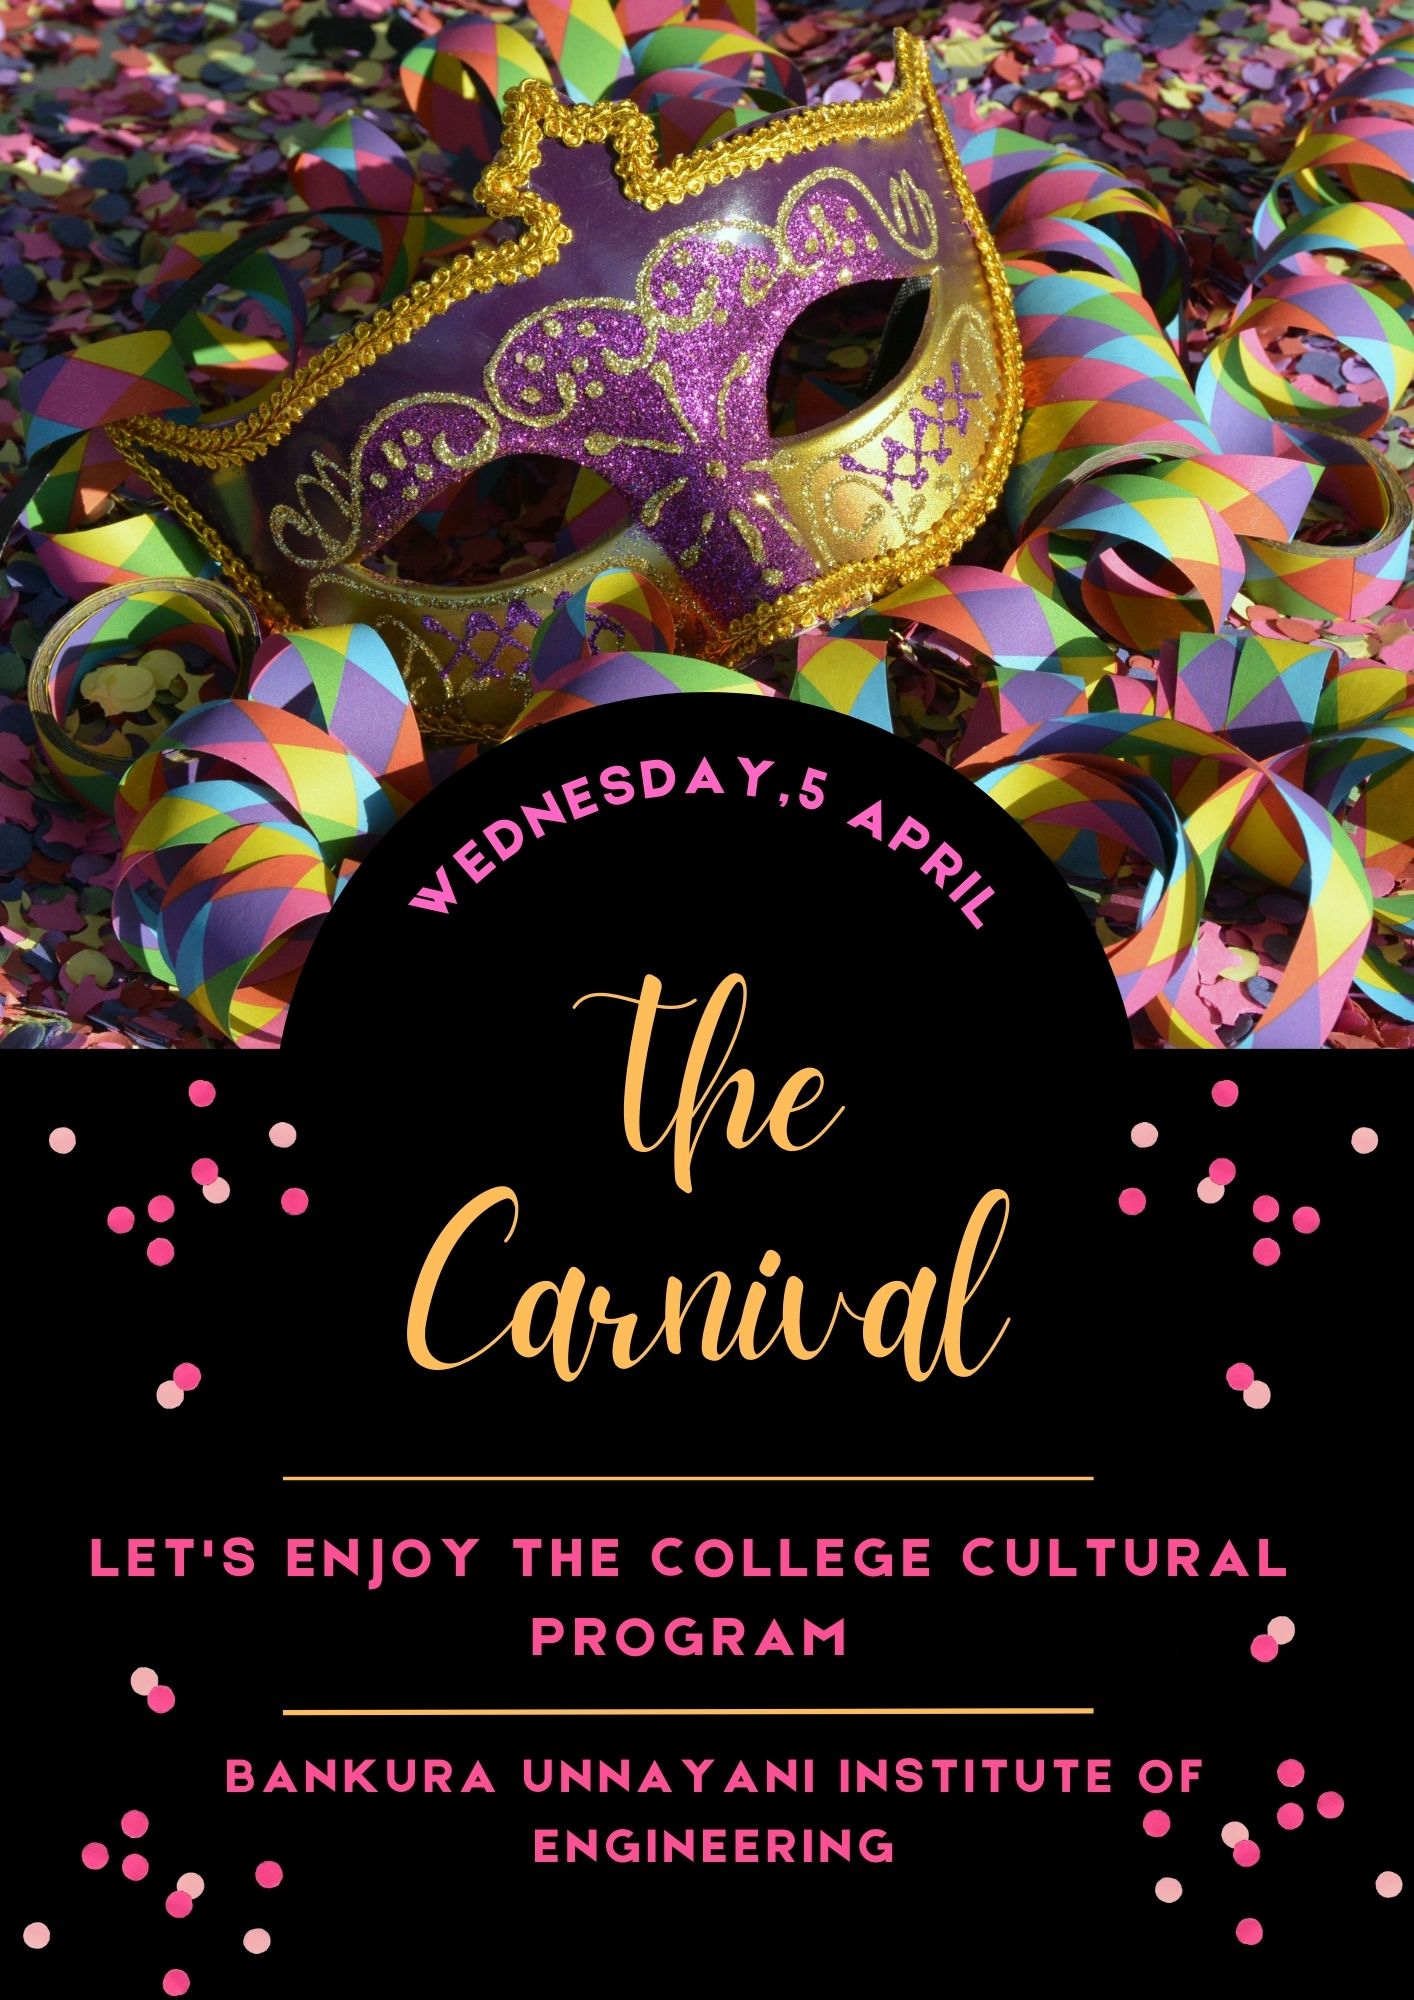 WEDNESDAY,5 APRIL
The
Carnival
LET'S ENJOY THE COLLEGE CULTURAL
PROGRAM
BANKURA UNNAYANI INSTITUTE OF
ENGINEERING